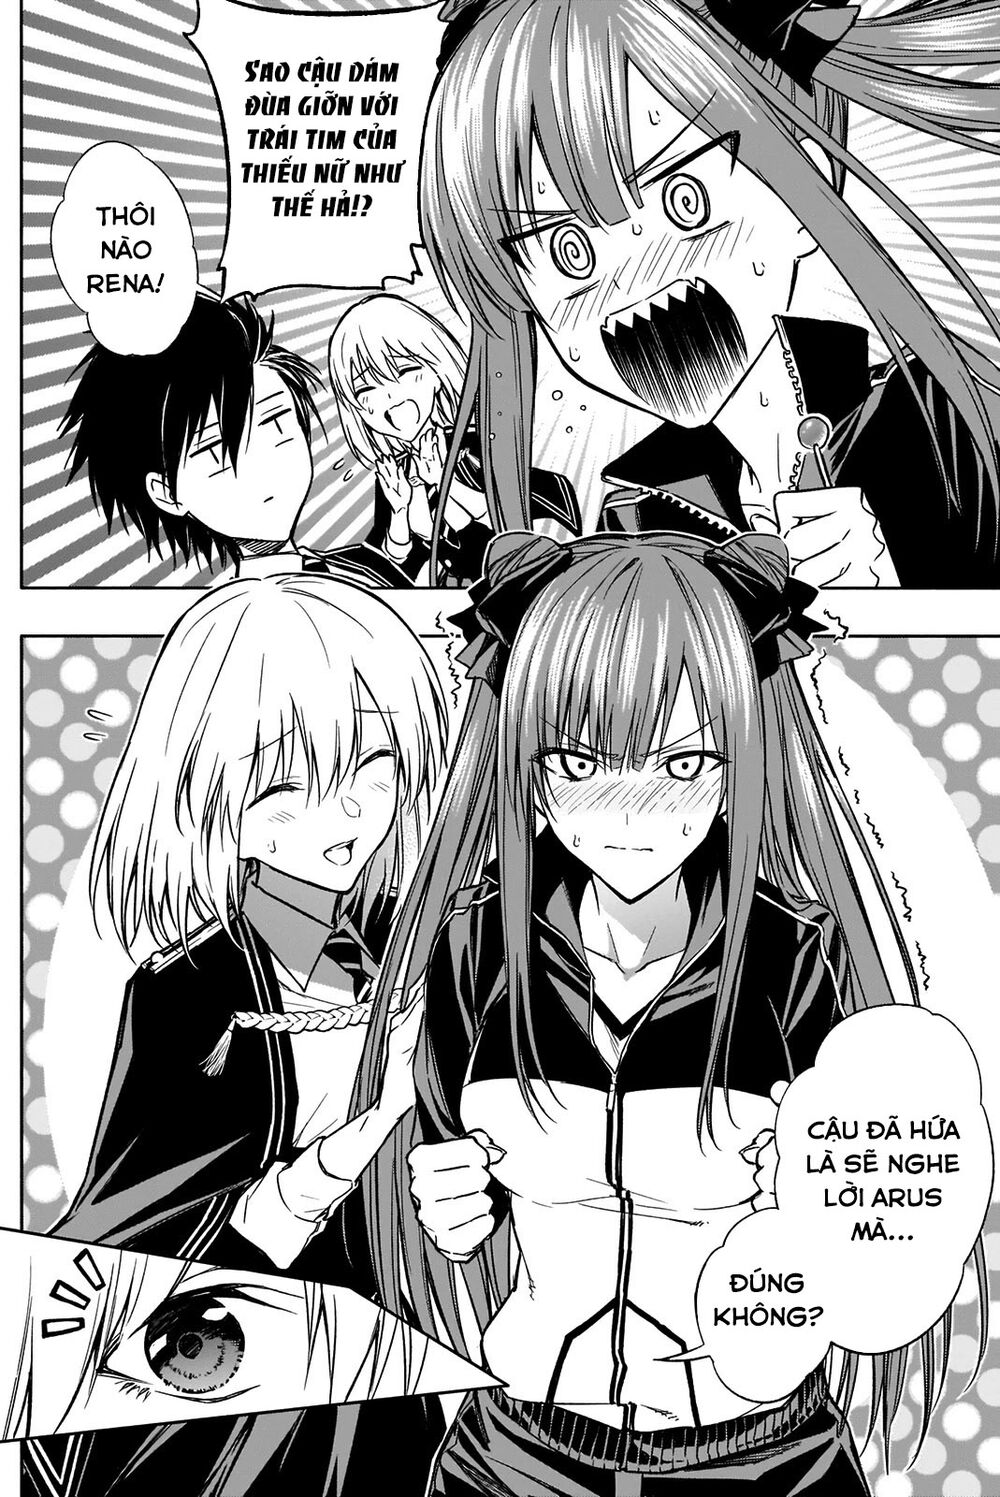 SAO CẬU DÁM
ĐÙA GIỠN VỚI
TRÁI TIM CỦA
THIẾU NỮ NHƯ
THẾ HẢ!?
THÔI
NÀO
RENA!
CẬU ĐÃ HỨA
LÀ SẼ NGHE
LỜI ARUS
MÀ...
ĐÚNG
KHÔNG?